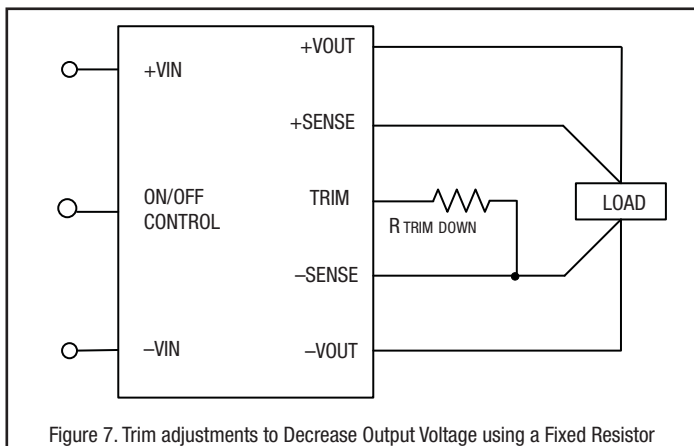 +VOUT
+VIN
+SENSE
ON/OFF
CONTROL
TRIM
R TRIM DOWN
LOAD
–SENSE
–VIN
–VOUT
Figure 7. Trim adjustments to Decrease Output Voltage using a Fixed Resistor